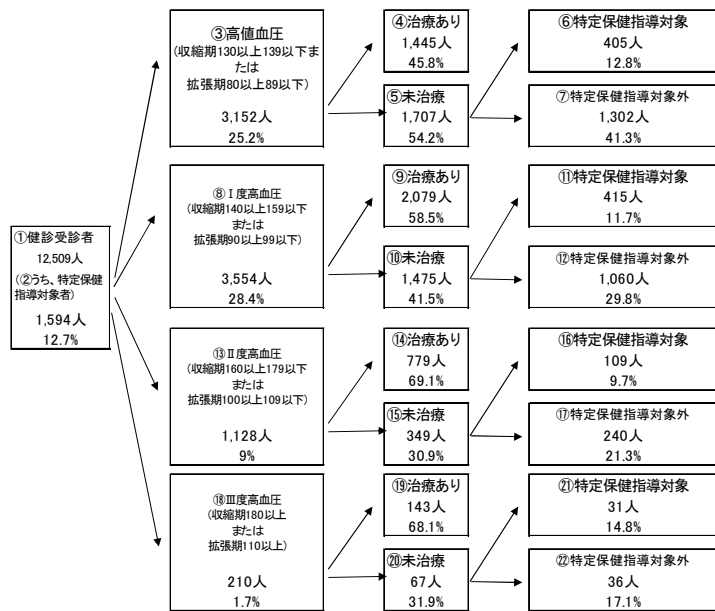 ①健診受診者
12,509人
(②うち、特定保健
指導対象者)
1,594人
12.7%
③高値血圧
(収縮期130以上139以下ま
たは
拡張期80以上89以下)
3,152人
25.2%
④治療あり
1,445人
45.8%
⑤未治療
1,707人
54.2%
⑥特定保健指導対象
405人
12.8%
⑦特定保健指導対象外
1,302人
41.3%
⑧Ⅰ度高血圧
(収縮期140以上159以下
または
拡張期90以上99以下)
3,554人
28.4%
⑨治療あり
2,079人
58.5%
⑩未治療
1,475人
41.5%
⑪特定保健指導対象
415人
11.7%
⑫特定保健指導対象外
1,060人
29.8%
⑬Ⅱ度高血圧
(収縮期160以上179以下
または
拡張期100以上109以下)
1,128人
9%
⑭治療あり
779人
69.1%
⑮未治療
349人
30.9%
⑯特定保健指導対象
109人
9.7%
⑰特定保健指導対象外
240人
21.3%
⑱Ⅲ度高血圧
(収縮期180以上
または
拡張期110以上)
210人
1.7%
⑲治療あり
143人
68.1%
⑳未治療
67人
31.9%
㉑特定保健指導対象
31人
14.8%
㉒特定保健指導対象外
36人
17.1%